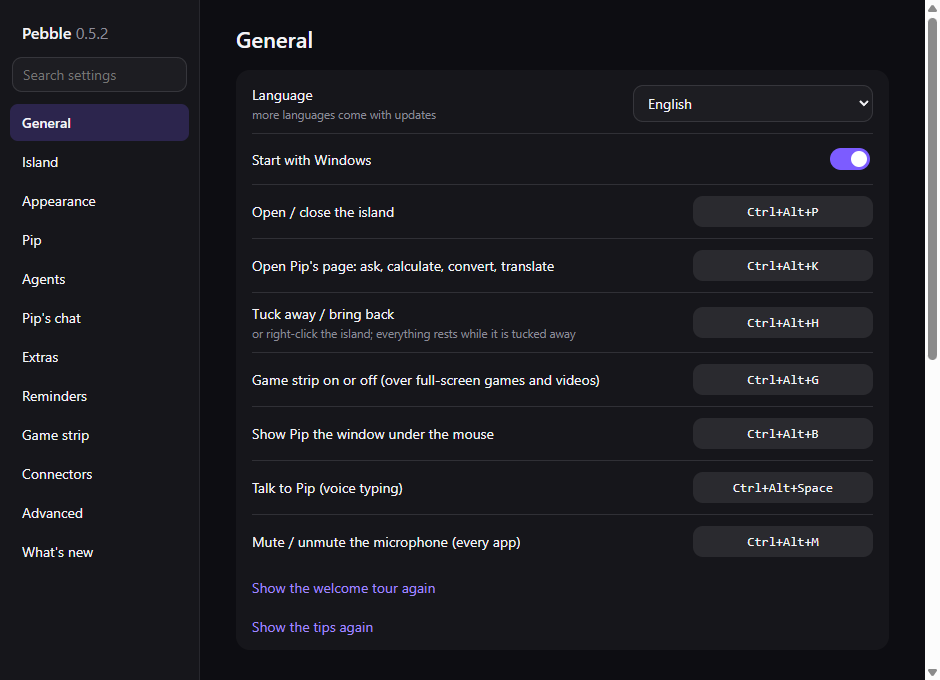 Pebble 0.5.2
Search settings
General
Island
Appearance
Pip
Agents
Pip's chat
Extras
Reminders
Game strip
Connectors
Advanced
What's new
General
Language
more languages come with updates
English
Start with Windows
Open / close the island
Ctrl+Alt+P
Open Pip's page: ask, calculate, convert, translate
Ctrl+Alt+K
Tuck away / bring back
or right-click the island; everything rests while it is tucked away
Ctrl+Alt+H
Game strip on or off (over full-screen games and videos)
Ctrl+Alt+G
Show Pip the window under the mouse
Ctrl+Alt+B
Talk to Pip (voice typing)
Ctrl+Alt+Space
Mute / unmute the microphone (every app)
Ctrl+Alt+M
Show the welcome tour again
Show the tips again